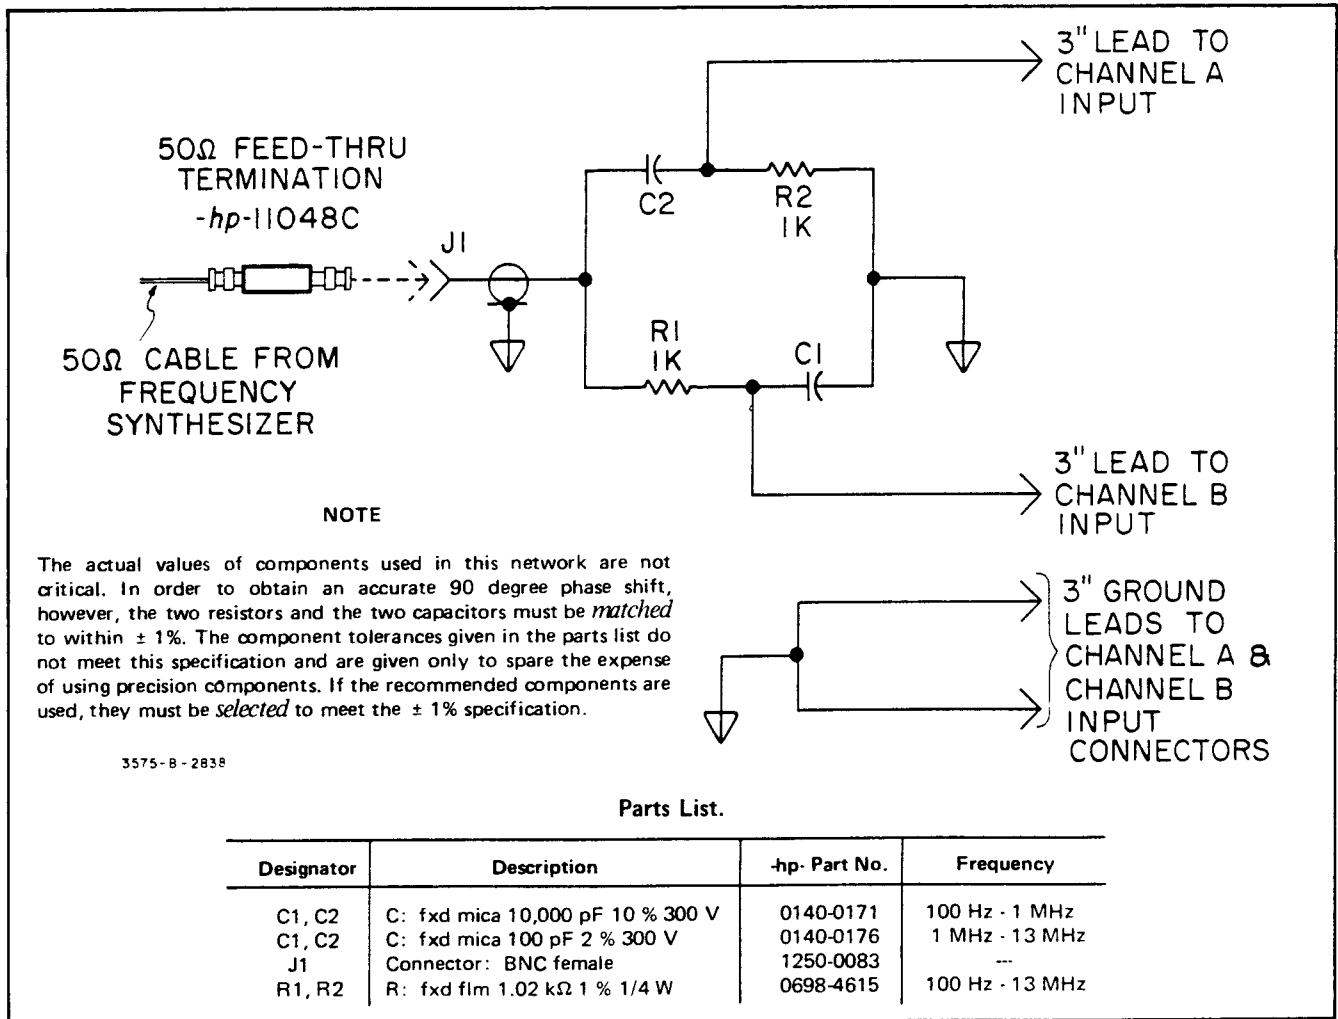 3" LEAD TO
CHANNEL A
INPUT
50Ω FEED-THRU
TERMINATION
-hp-11048C
J1
C2
R2
1K
50Ω CABLE FROM
FREQUENCY
SYNTHESIZER
R1
1K
C1
3" LEAD TO
CHANNEL B
INPUT
NOTE
The actual values of components used in this network are not
critical. In order to obtain an accurate 90 degree phase shift,
however, the two resistors and the two capacitors must be matched
to within ± 1%. The component tolerances given in the parts list do
not meet this specification and are given only to spare the expense
of using precision components. If the recommended components are
used, they must be selected to meet the ± 1% specification.
3" GROUND
LEADS TO
CHANNEL A &
CHANNEL B
INPUT
CONNECTORS
3575-B-2838
Parts List.
Designator Description -hp- Part No. Frequency
C1, C2 C: fxd mica 10,000 pF 10 % 300 V 0140-0171 100 Hz - 1 MHz
C1, C2 C: fxd mica 100 pF 2 % 300 V 0140-0176 1 MHz - 13 MHz
J1 Connector: BNC female 1250-0083 ---
R1, R2 R: fxd flm 1.02 kΩ 1 % 1/4 W 0698-4615 100 Hz - 13 MHz